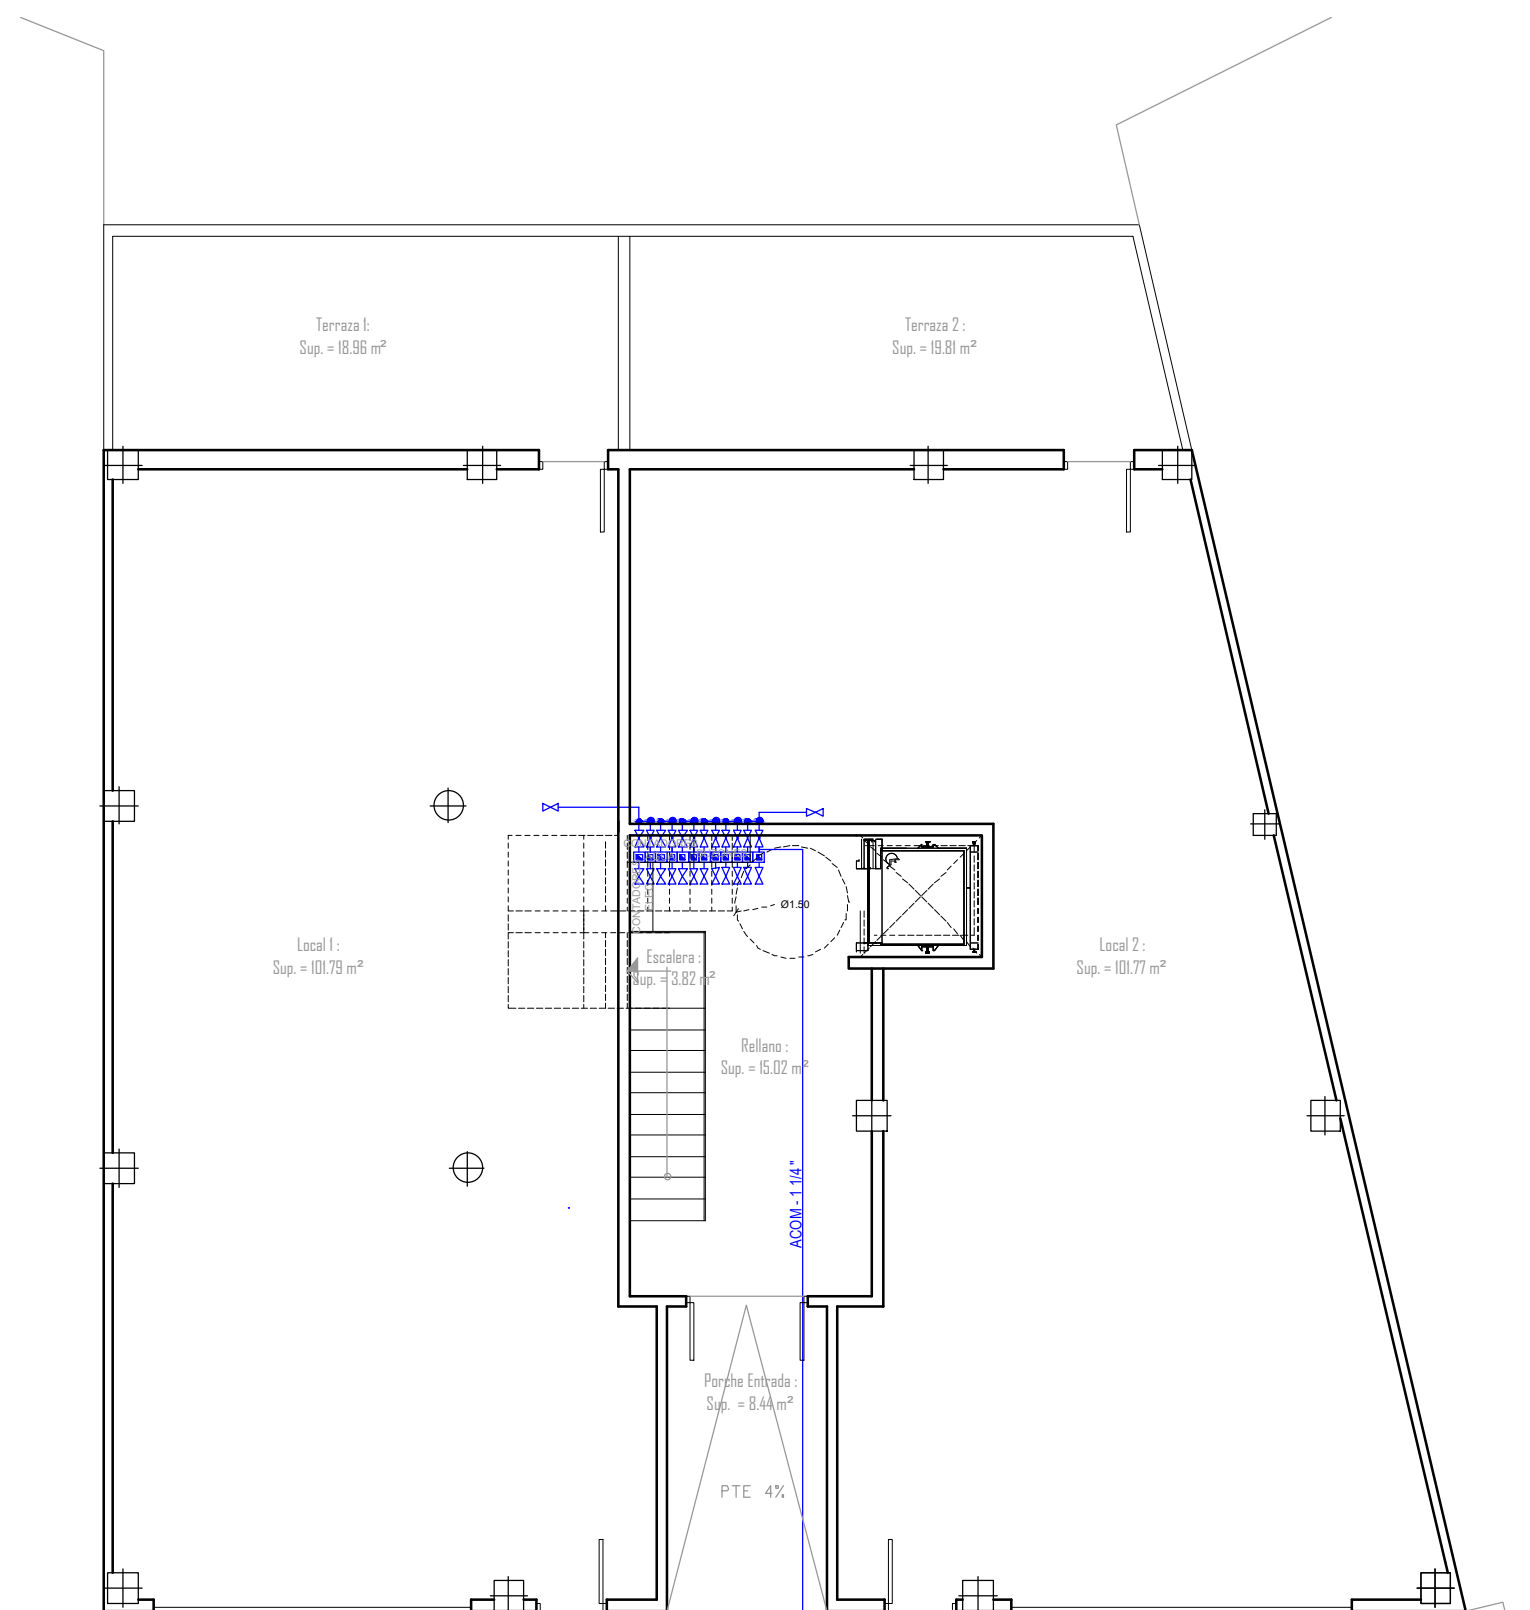 Terraza 1:
Sup. = 18.96 m²
Terraza 2 :
Sup. = 19.81 m²
Ø1.50
Local 1 :
Sup. = 101.79 m²
Escalera :
Sup. = 3.82 m²
Local 2 :
Sup. = 101.77 m²
Rellano :
Sup. = 15.02 m²
ACOM - 1 1/4"
Porche Entrada :
Sup. = 8.44 m²
PTE 4%